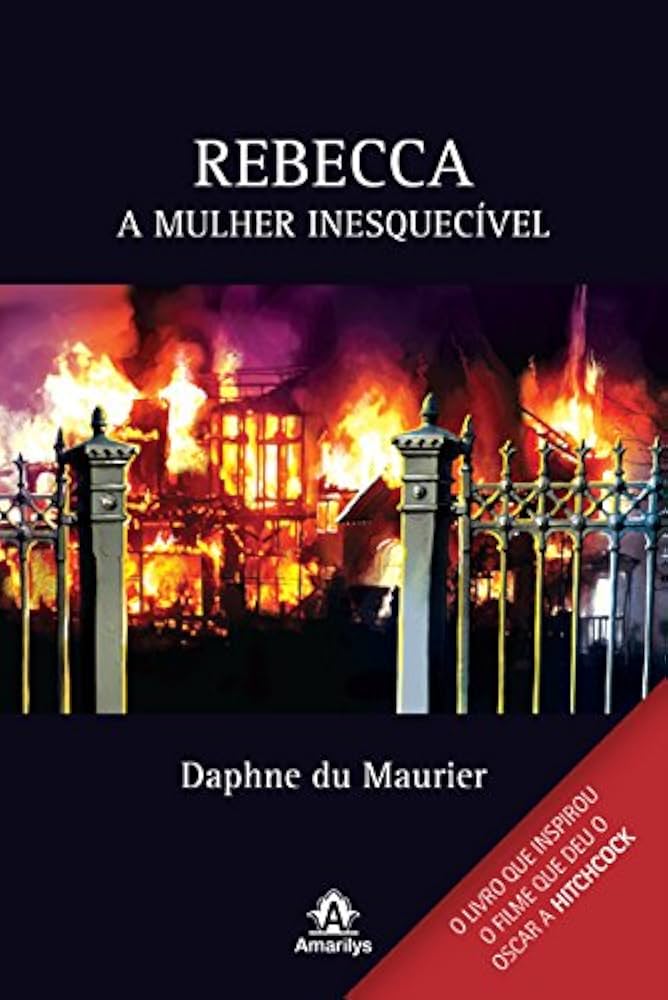 REBECCA
A MULHER INESQUECÍVEL
Daphne du Maurier
O LIVRO QUE INSPIROU
O FILME QUE DEU O
OSCAR A HITCHCOCK
A
Amarilys